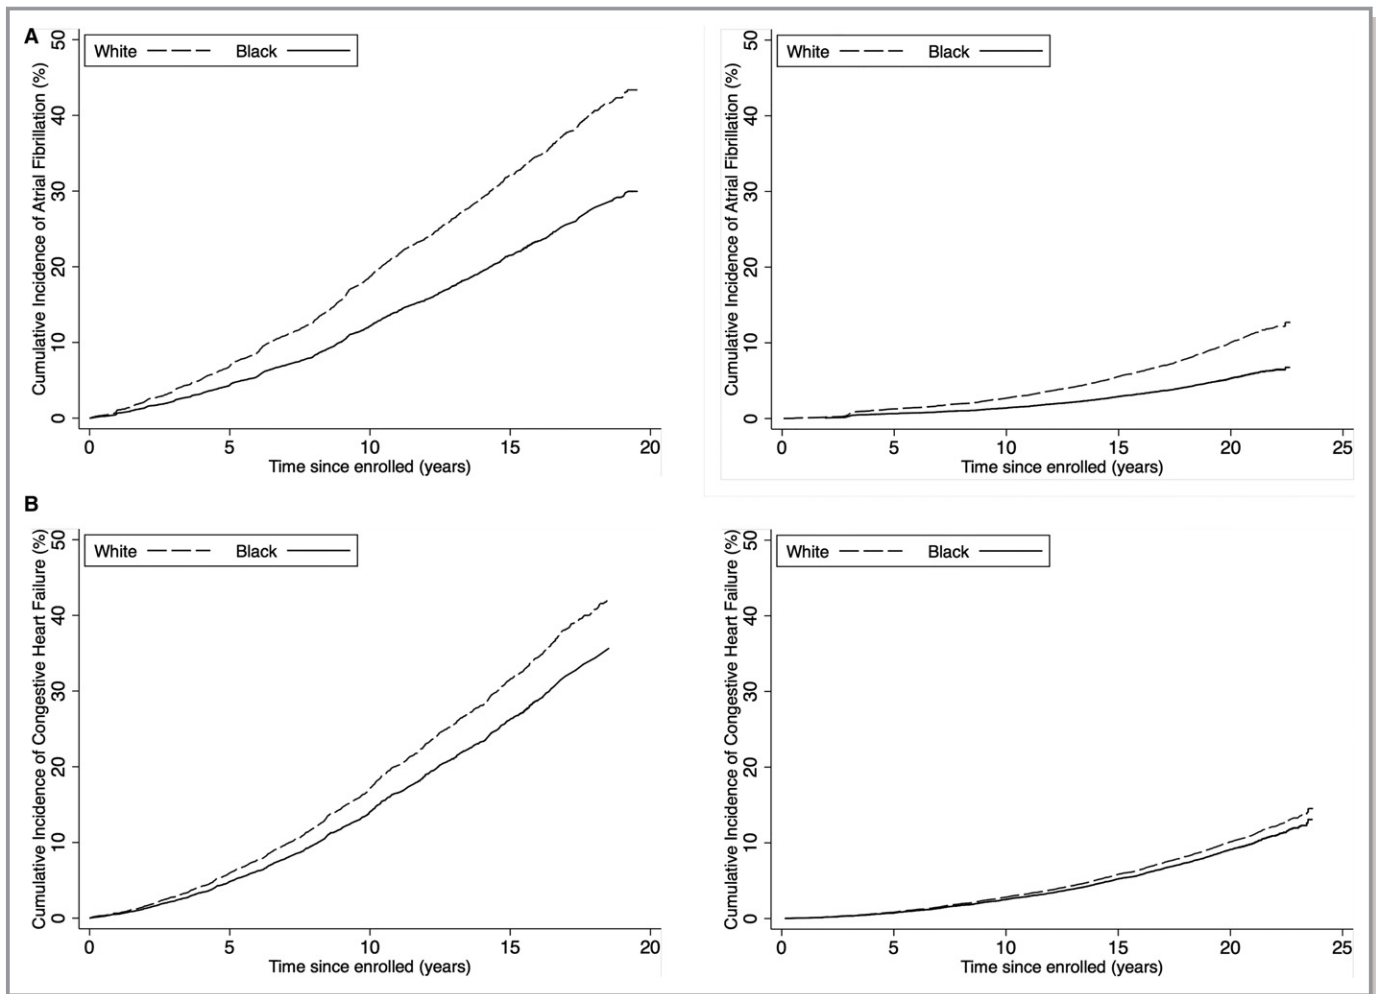 A
White Black
Cumulative Incidence of Atrial Fibrillation (%)
50
40
30
20
10
0
0 5 10 15 20
Time since enrolled (years)
White Black
Cumulative Incidence of Atrial Fibrillation (%)
50
40
30
20
10
0
0 5 10 15 20 25
Time since enrolled (years)
B
White Black
Cumulative Incidence of Congestive Heart Failure (%)
50
40
30
20
10
0
0 5 10 15 20
Time since enrolled (years)
White Black
Cumulative Incidence of Congestive Heart Failure (%)
50
40
30
20
10
0
0 5 10 15 20 25
Time since enrolled (years)